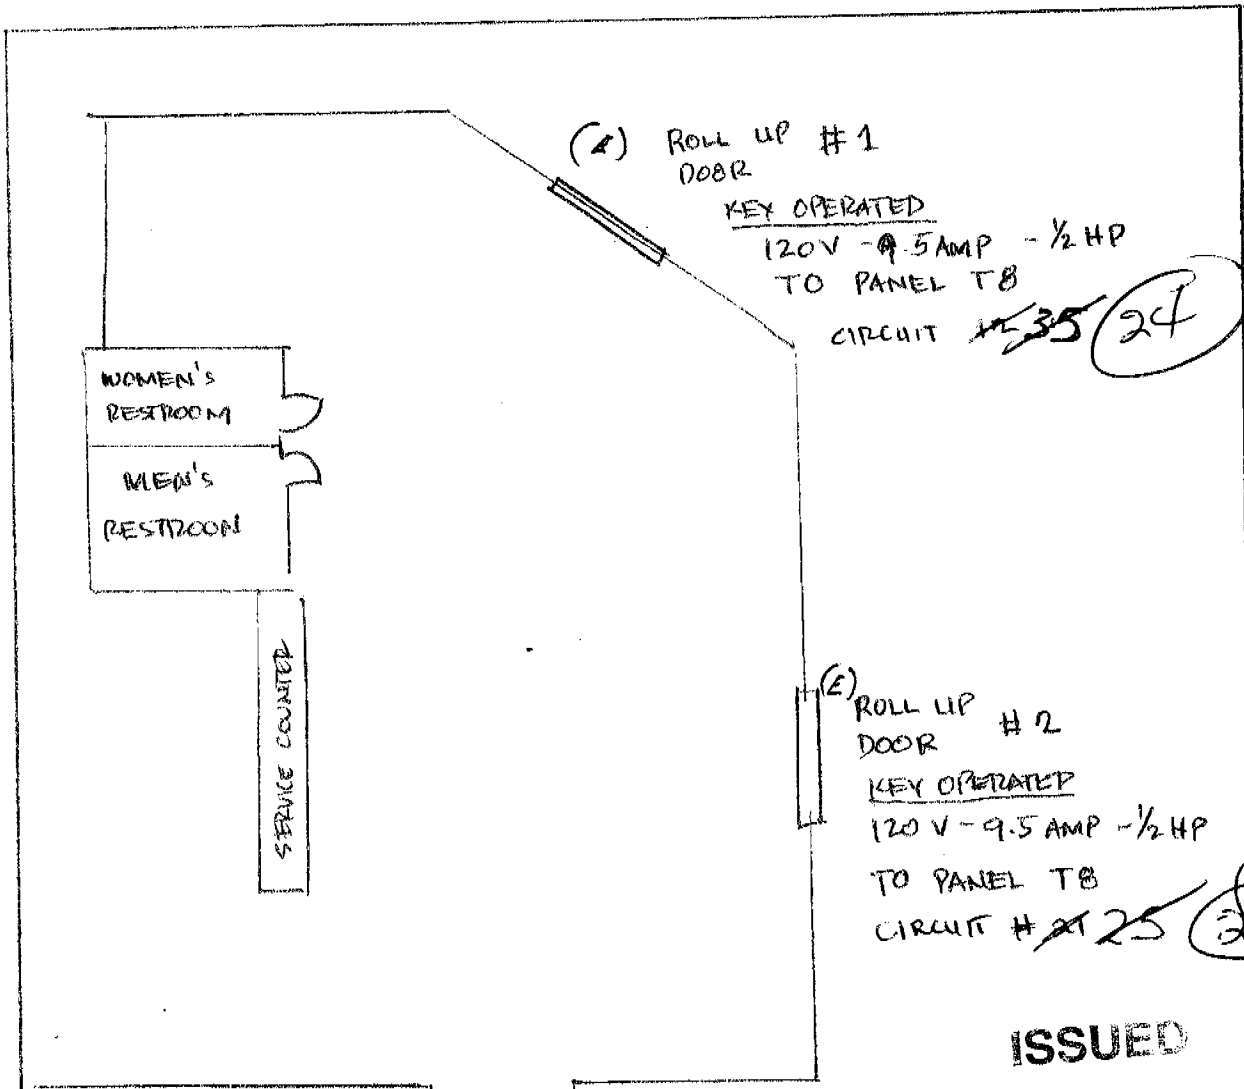 (E) ROLL UP #1
DOOR
KEY OPERATED
120V - 9.5 AMP - 1/2 HP
TO PANEL T8
CIRCUIT 35 24
WOMEN'S
RESTROOM
MEN'S
RESTROOM
SERVICE COUNTER
(E) ROLL UP #2
DOOR
KEY OPERATED
120 V - 9.5 AMP - 1/2 HP
TO PANEL T8
CIRCUIT # 21 25
ISSUED